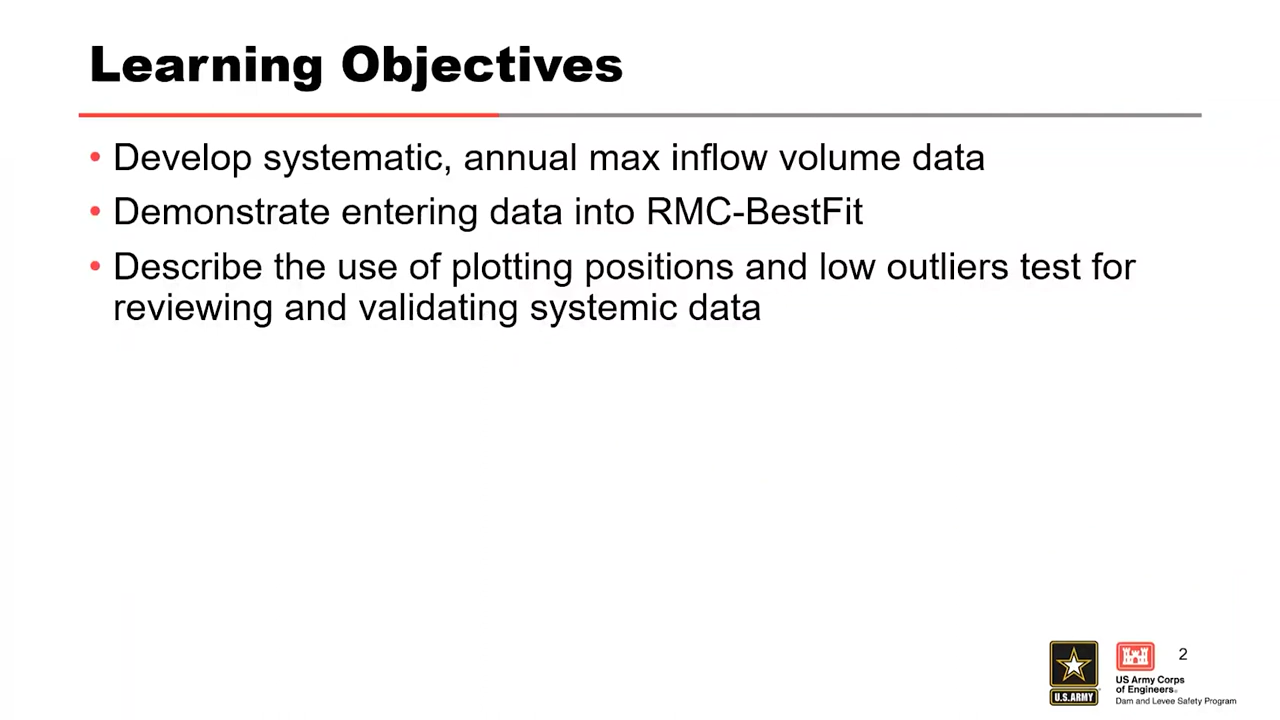 Learning Objectives
• Develop systematic, annual max inflow volume data
• Demonstrate entering data into RMC-BestFit
• Describe the use of plotting positions and low outliers test for
reviewing and validating systemic data
2
U.S.ARMY
US Army Corps
of Engineers®
Dam and Levee Safety Program